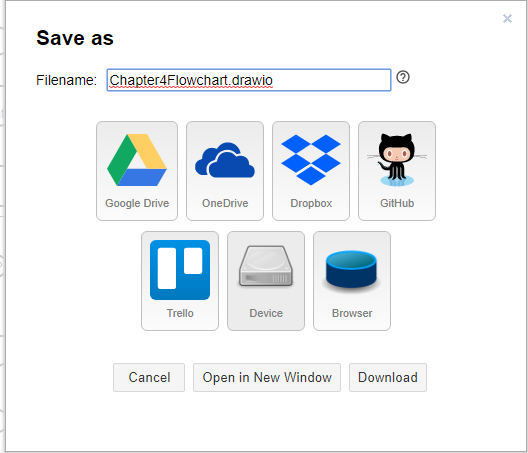 Save as
Filename: Chapter4Flowchart.drawio
Google Drive OneDrive Dropbox GitHub
Trello Device Browser
Cancel Open in New Window Download